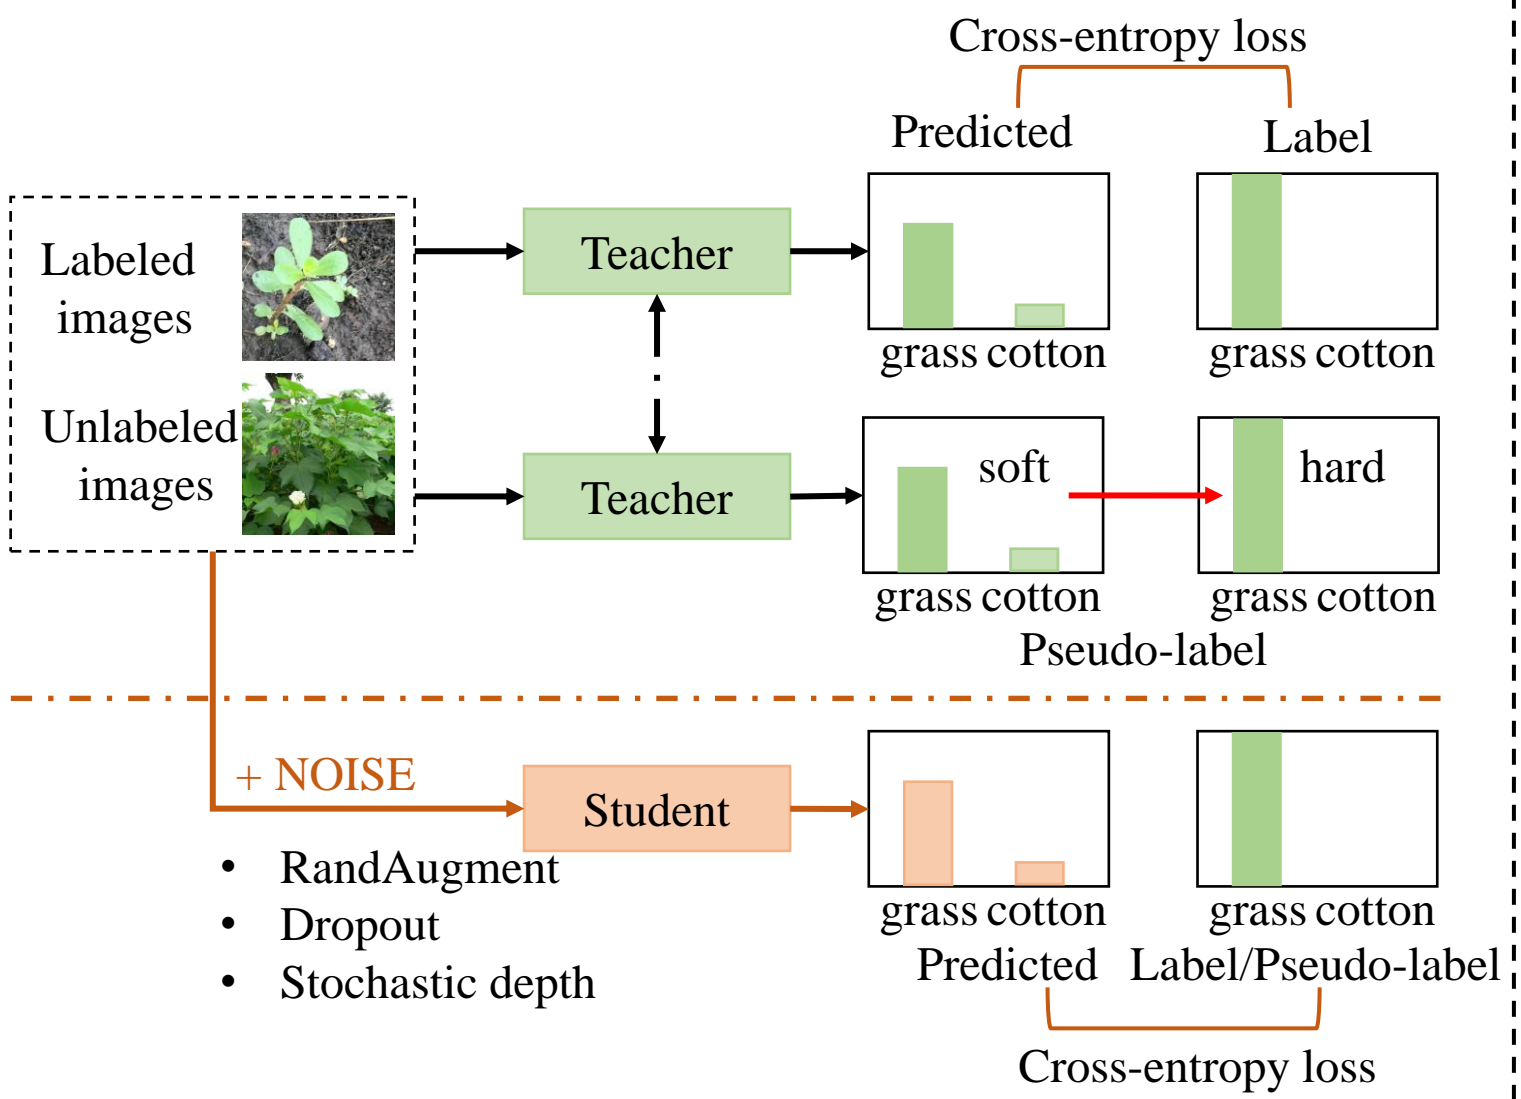 Cross-entropy loss
Predicted
Label
Labeled
images
Teacher
grass cotton
grass cotton
Unlabeled
images
Teacher
soft
hard
grass cotton
grass cotton
Pseudo-label
+ NOISE
Student
• RandAugment
• Dropout
• Stochastic depth
grass cotton
grass cotton
Predicted
Label/Pseudo-label
Cross-entropy loss